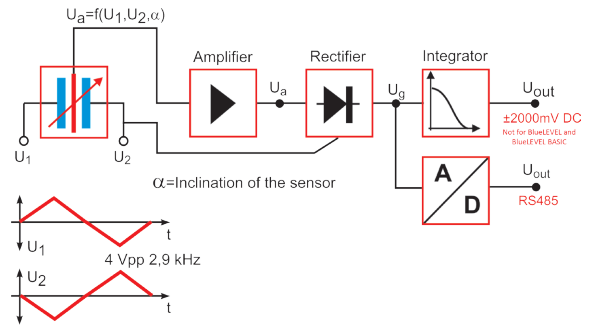 Ua=f(U1,U2,α)
Amplifier
Rectifier
Integrator
Ua
Ug
Uout
±2000mV DC
Not for BlueLEVEL and
BlueLEVEL BASIC
U1
U2
α=Inclination of the sensor
A
D
Uout
RS485
t
U1
4 Vpp 2,9 kHz
U2
t